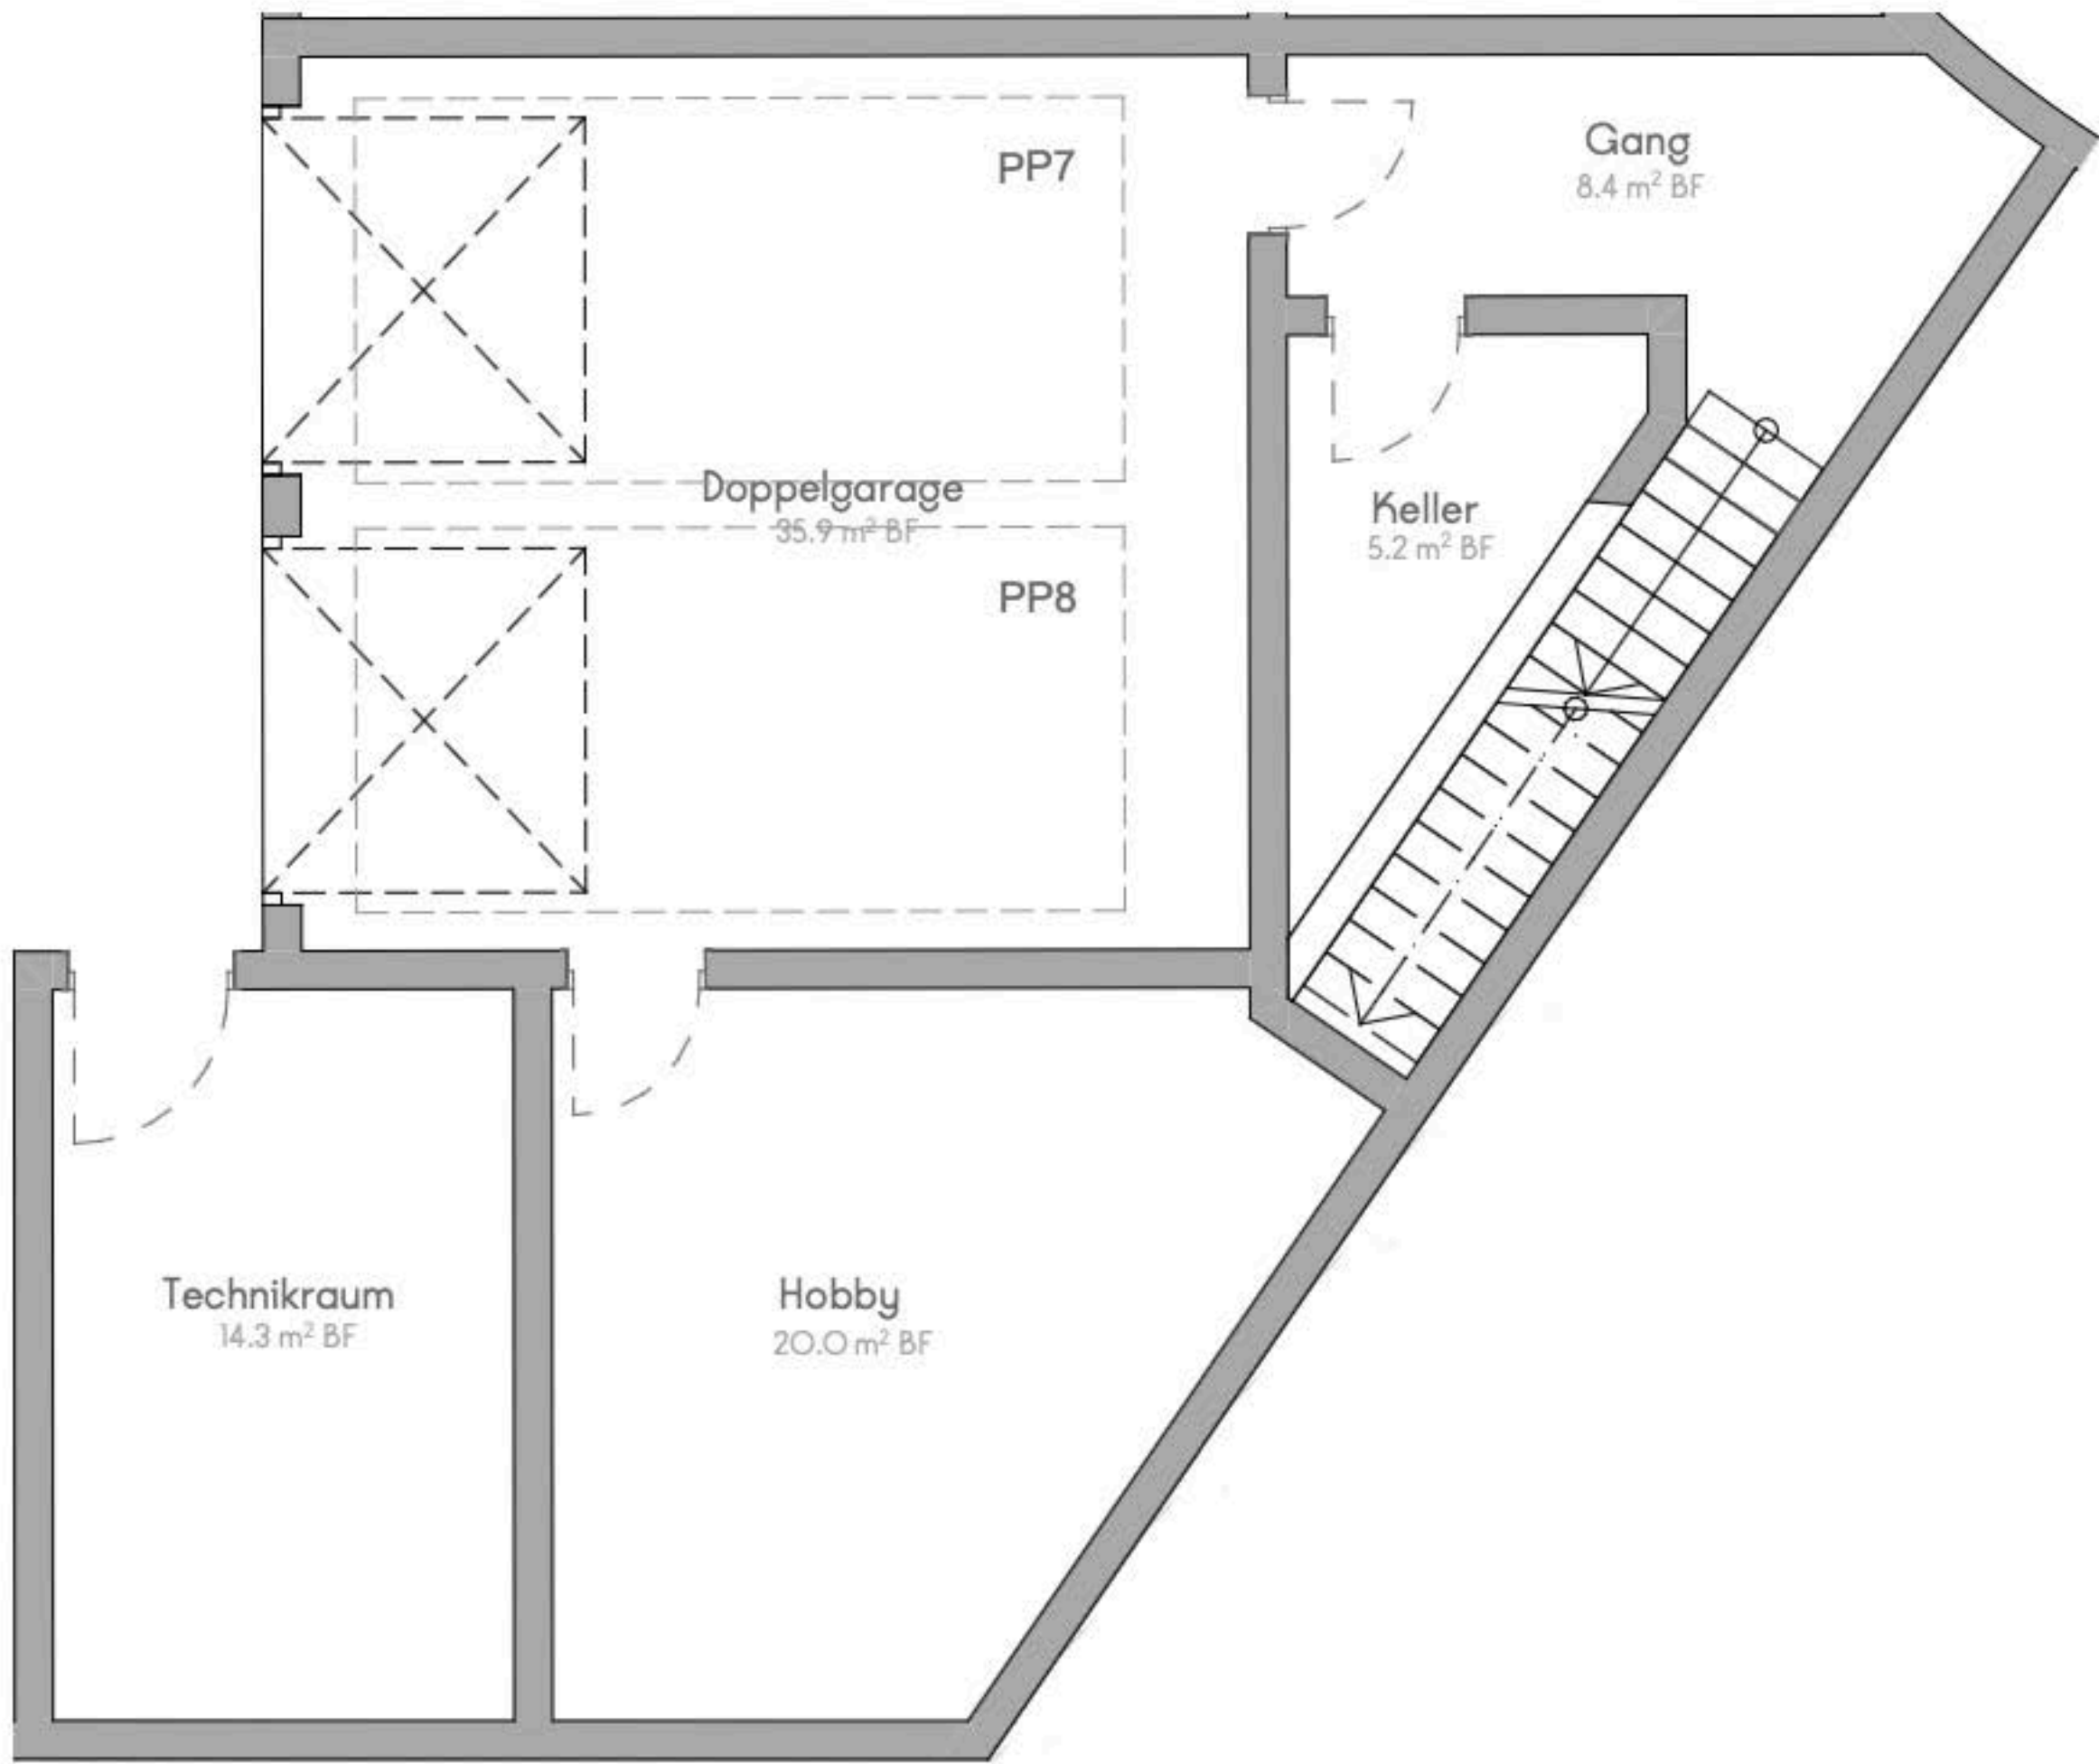 PP7
Gang
8.4 m² BF
Doppelgarage
35.9 m² BF
Keller
5.2 m² BF
PP8
Technikraum
14.3 m² BF
Hobby
20.0 m² BF